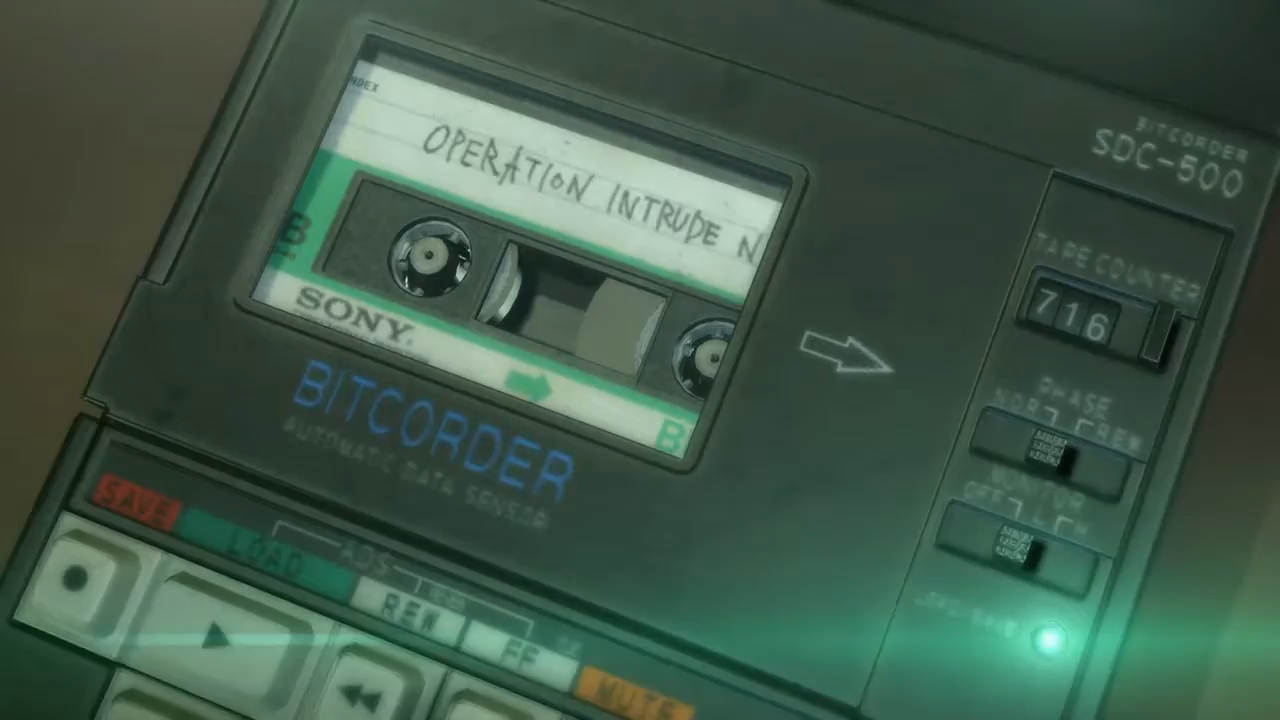 BITCORDER
SDC-500
INDEX
OPERATION INTRUDE N
B
SONY
B
TAPE COUNTER
716
PHASE
NOR REW
MONITOR
OFF L H
BITCORDER
AUTOMATIC DATA SENSOR
SAVE
LOAD
ADS
REW
FF
MUTE